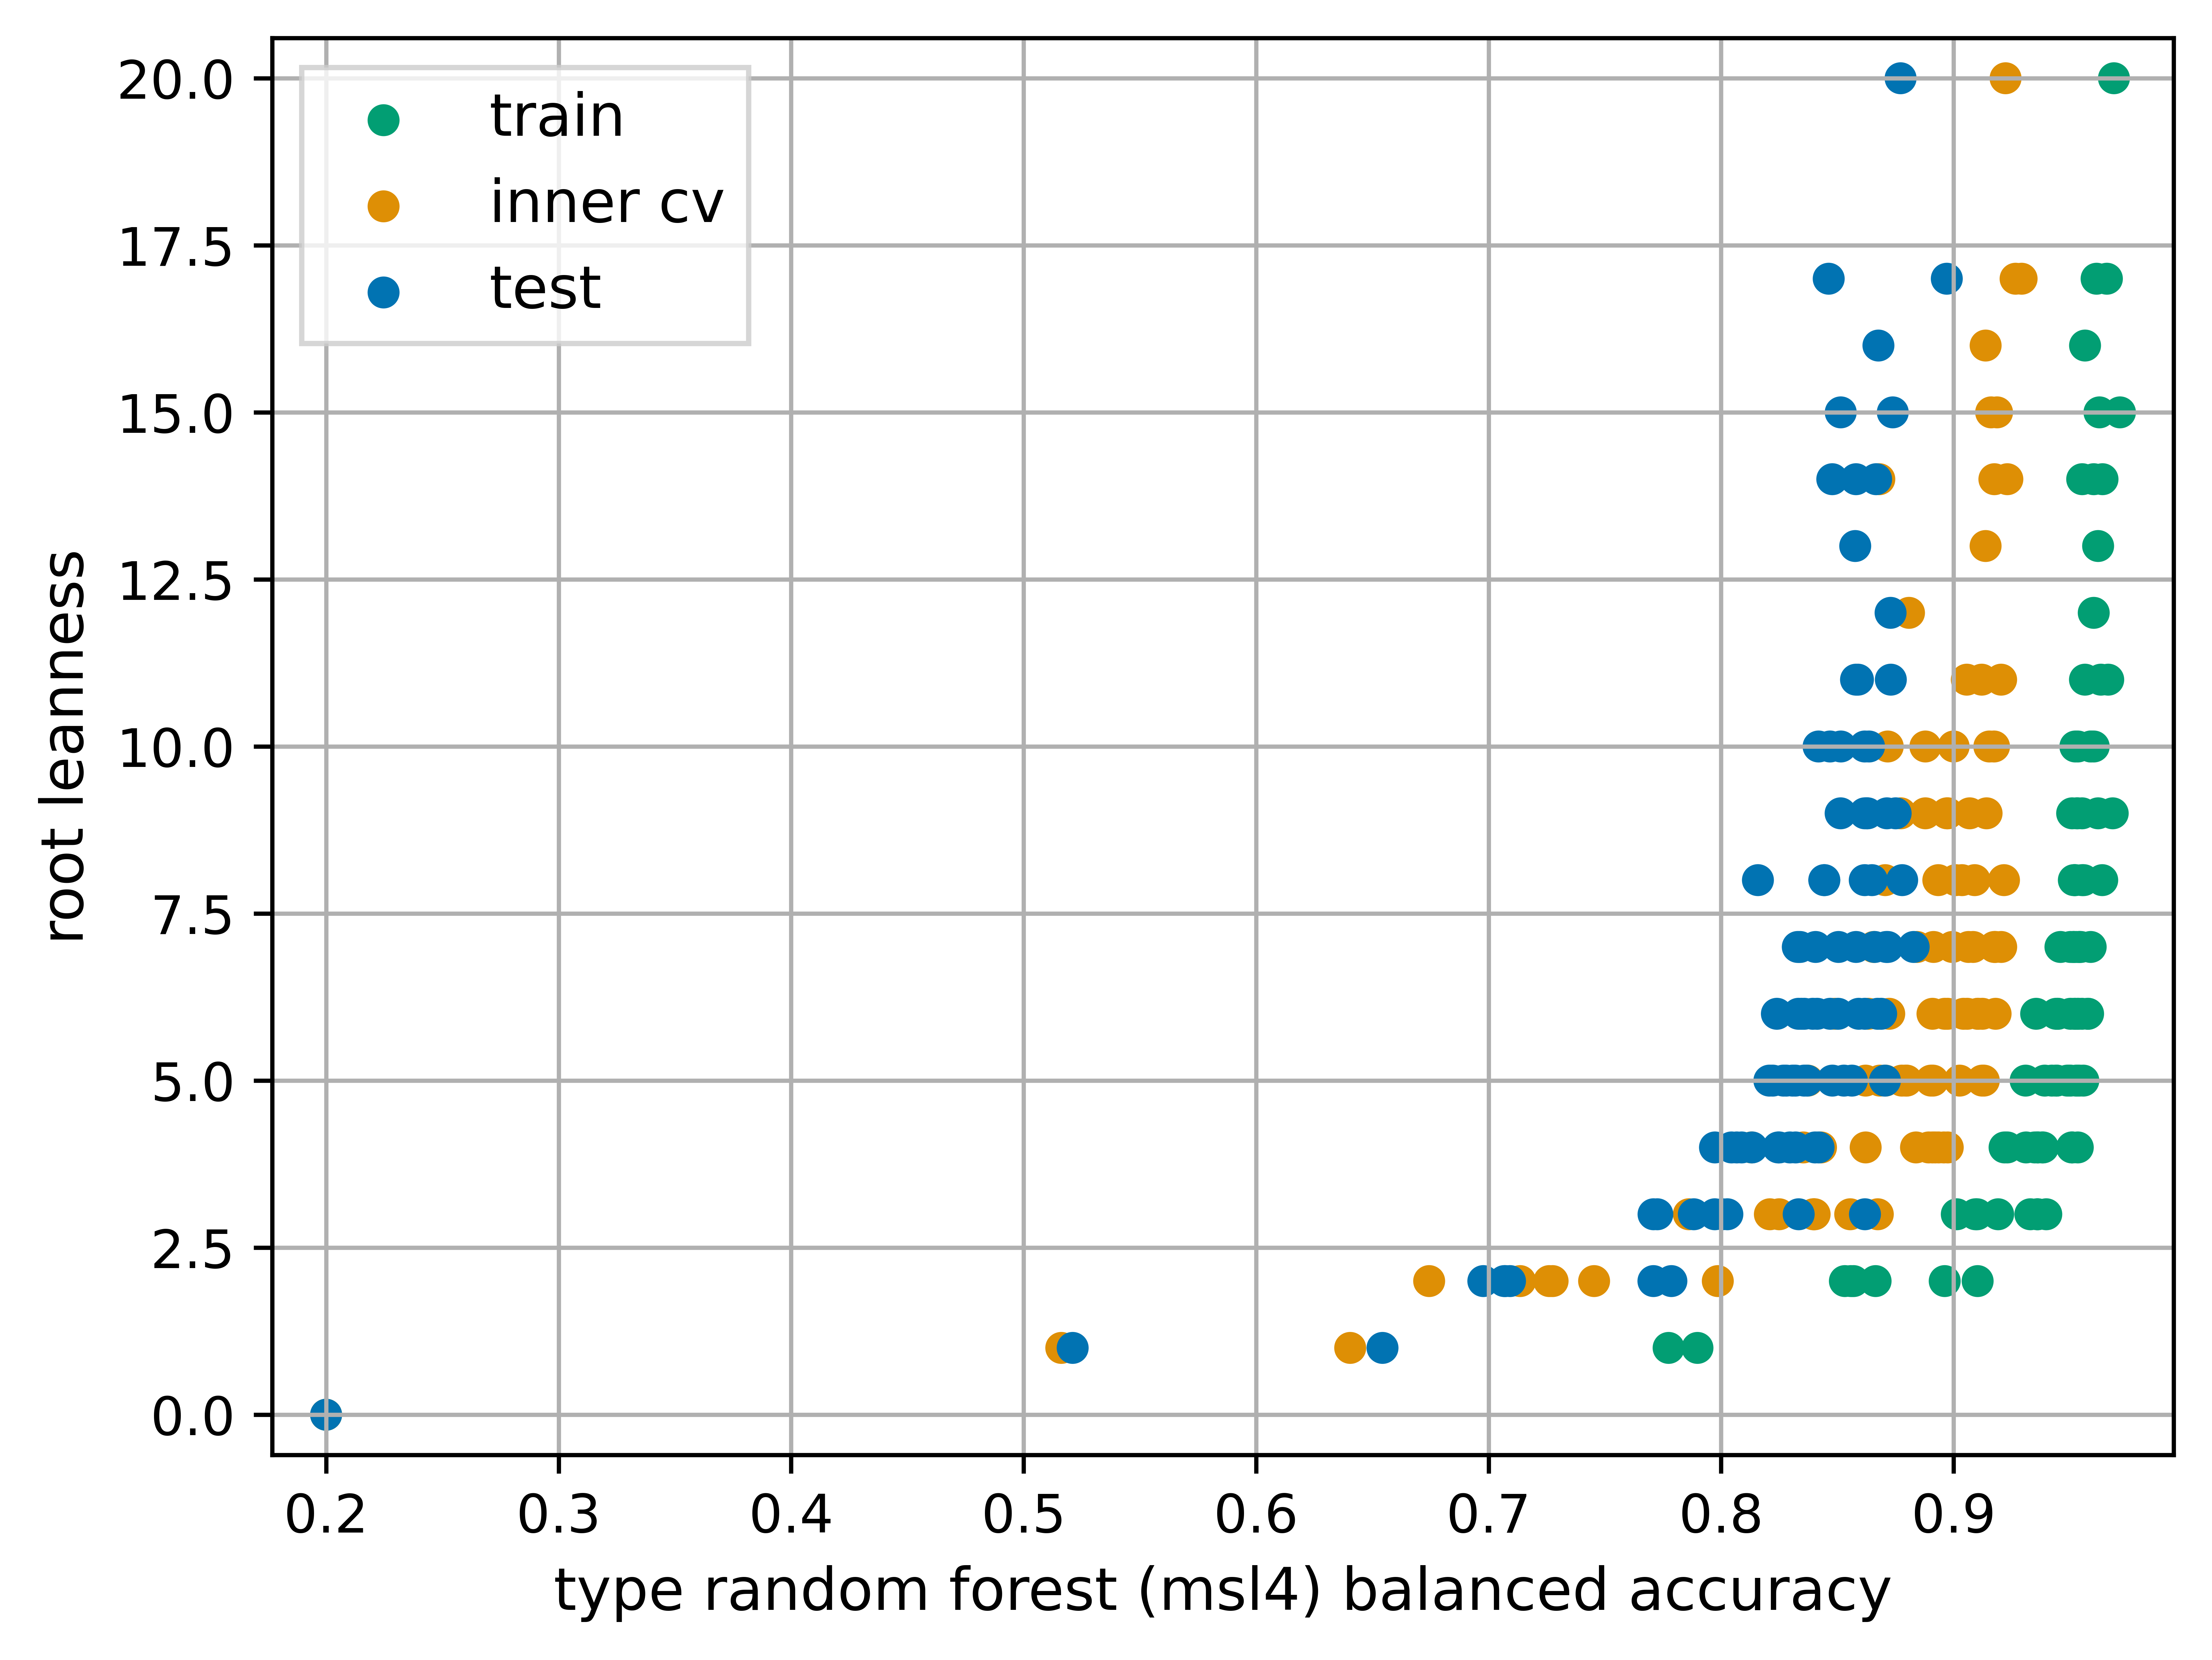 train
inner cv
test
20.0
17.5
15.0
12.5
10.0
7.5
5.0
2.5
0.0
root leanness
0.2 0.3 0.4 0.5 0.6 0.7 0.8 0.9
type random forest (msl4) balanced accuracy